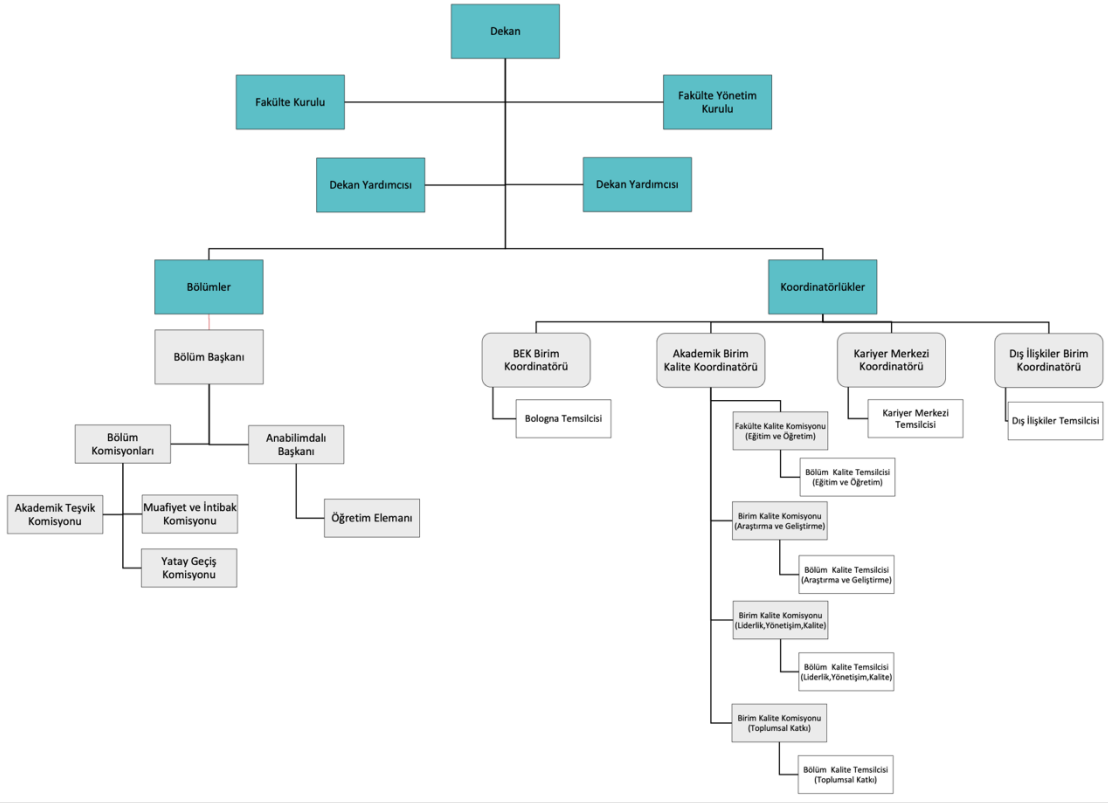 Dekan
Fakülte Kurulu
Fakülte Yönetim
Kurulu
Dekan Yardımcısı
Dekan Yardımcısı
Bölümler
Koordinatörlükler
Bölüm Başkanı
BEK Birim
Koordinatörü
Akademik Birim
Kalite Koordinatörü
Kariyer Merkezi
Koordinatörü
Dış İlişkiler Birim
Koordinatörü
Bologna Temsilcisi
Kariyer Merkezi
Temsilcisi
Dış İlişkiler Temsilcisi
Bölüm
Komisyonları
Anabilimdalı
Başkanı
Akademik Teşvik
Komisyonu
Muafiyet ve İntibak
Komisyonu
Öğretim Elemanı
Yatay Geçiş
Komisyonu
Fakülte Kalite Komisyonu
(Eğitim ve Öğretim)
Bölüm Kalite Temsilcisi
(Eğitim ve Öğretim)
Birim Kalite Komisyonu
(Araştırma ve Geliştirme)
Bölüm Kalite Temsilcisi
(Araştırma ve Geliştirme)
Birim Kalite Komisyonu
(Liderlik,Yönetişim,Kalite)
Bölüm Kalite Temsilcisi
(Liderlik,Yönetişim,Kalite)
Birim Kalite Komisyonu
(Toplumsal Katkı)
Bölüm Kalite Temsilcisi
(Toplumsal Katkı)